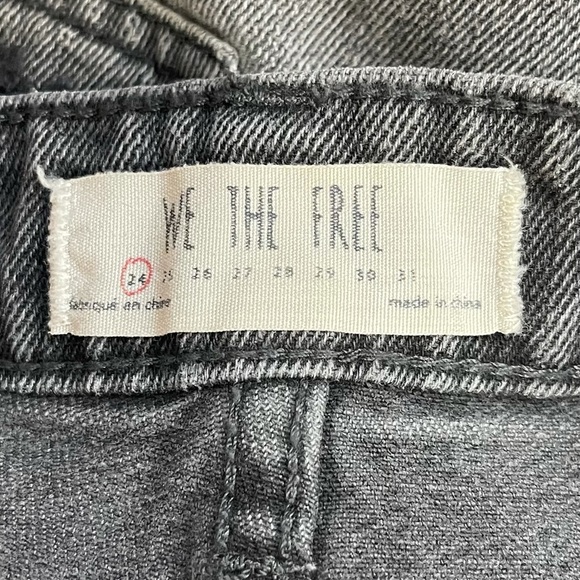 WE THE FREE
24 25 26 27 28 29 30 31
fabriqué en chine made in china